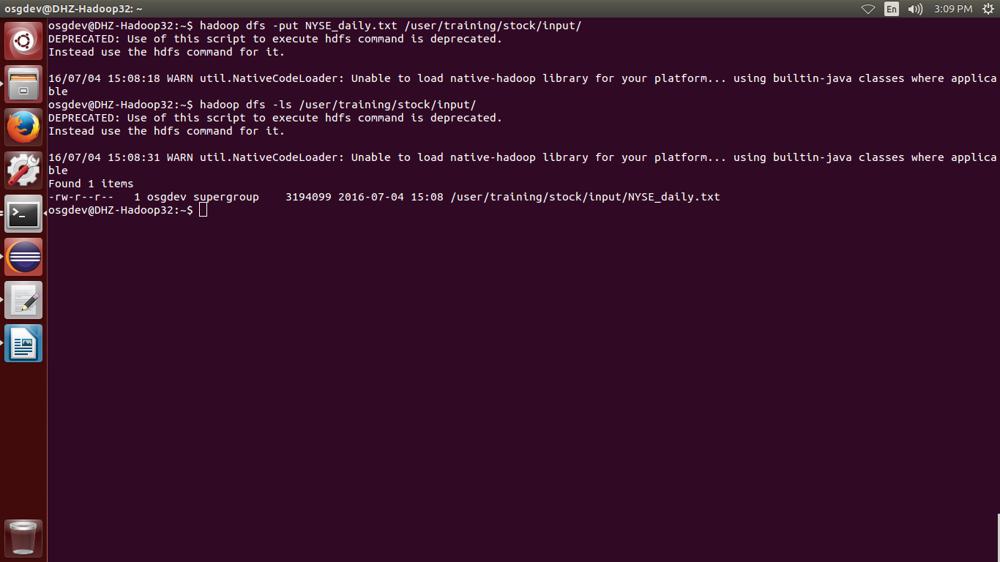 osgdev@DHZ-Hadoop32: ~
En
3:09 PM
osgdev@DHZ-Hadoop32:~$ hadoop dfs -put NYSE_daily.txt /user/training/stock/input/
DEPRECATED: Use of this script to execute hdfs command is deprecated.
Instead use the hdfs command for it.
16/07/04 15:08:18 WARN util.NativeCodeLoader: Unable to load native-hadoop library for your platform... using builtin-java classes where applica
ble
osgdev@DHZ-Hadoop32:~$ hadoop dfs -ls /user/training/stock/input/
DEPRECATED: Use of this script to execute hdfs command is deprecated.
Instead use the hdfs command for it.
16/07/04 15:08:31 WARN util.NativeCodeLoader: Unable to load native-hadoop library for your platform... using builtin-java classes where applica
ble
Found 1 items
-rw-r--r--   1 osgdev supergroup    3194099 2016-07-04 15:08 /user/training/stock/input/NYSE_daily.txt
osgdev@DHZ-Hadoop32:~$